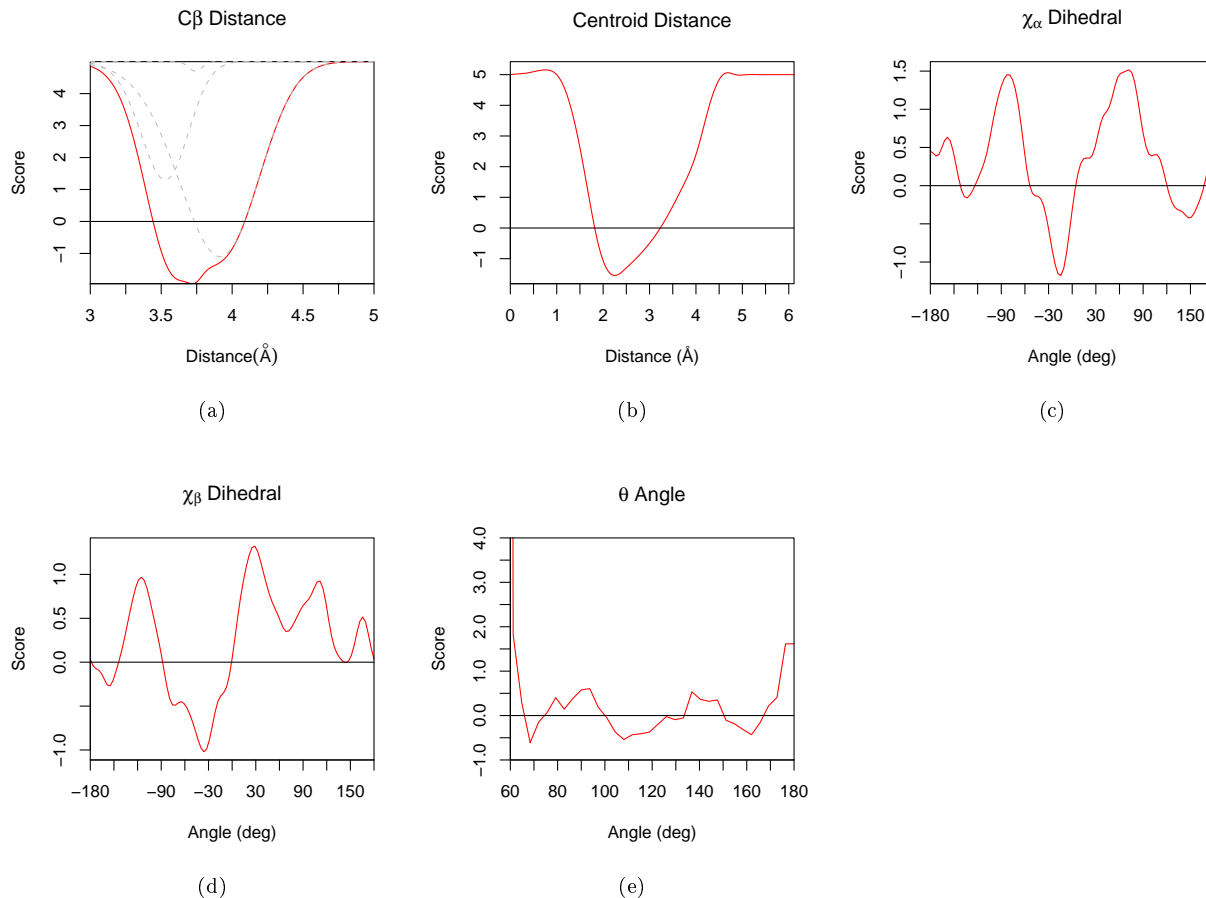 Cβ Distance
Score
4
3
2
1
0
−1
3
3.5
4
4.5
5
Distance(Å)
(a)
Centroid Distance
Score
5
4
3
2
1
0
−1
0
1
2
3
4
5
6
Distance (Å)
(b)
χα Dihedral
Score
1.5
1.0
0.5
0.0
−1.0
−180
−90
−30
30
90
150
Angle (deg)
(c)
χβ Dihedral
Score
1.0
0.5
0.0
−1.0
−180
−90
−30
30
90
150
Angle (deg)
(d)
θ Angle
Score
4.0
3.0
2.0
1.0
0.0
−1.0
60
80
100
120
140
160
180
Angle (deg)
(e)